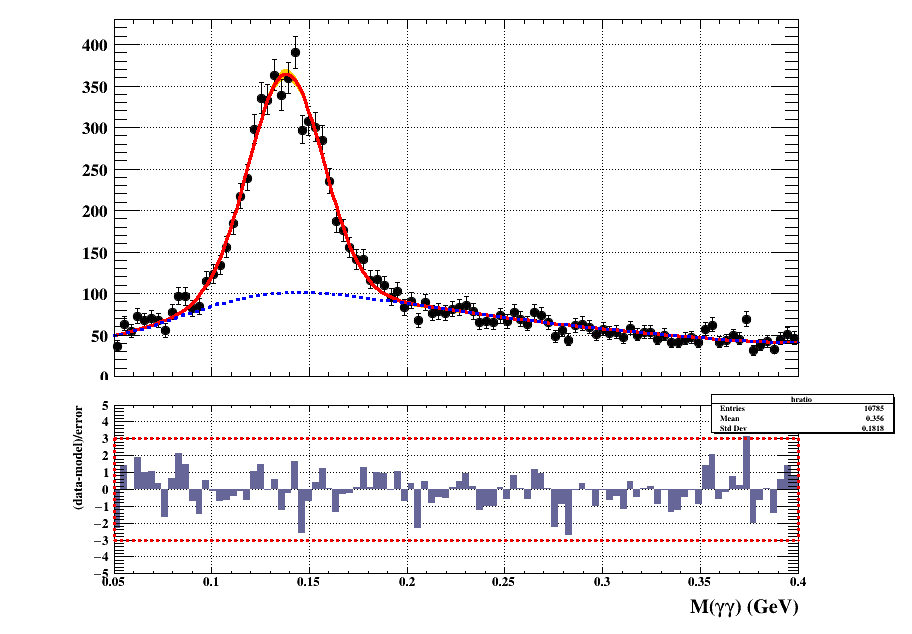 400
350
300
250
200
150
100
50
0
(data-model)/error
5
4
3
2
1
0
−1
−2
−3
−4
−5
hratio
Entries 10785
Mean 0.356
Std Dev 0.1818
0.05 0.1 0.15 0.2 0.25 0.3 0.35 0.4
M(γγ) (GeV)